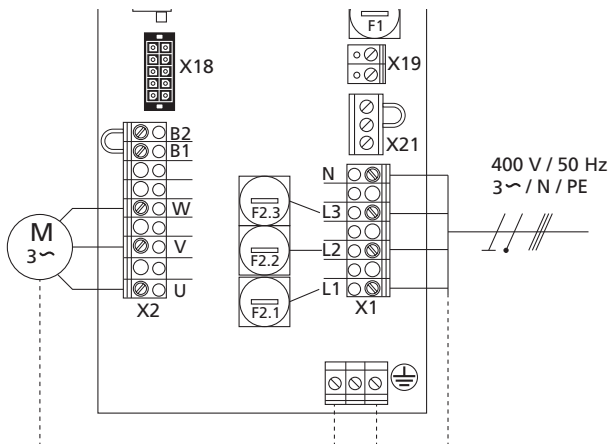 F1
X18
X19
X21
B2
B1
W
V
U
X2
M
3~
N
L3
L2
L1
X1
F2.3
F2.2
F2.1
400 V / 50 Hz
3~ / N / PE